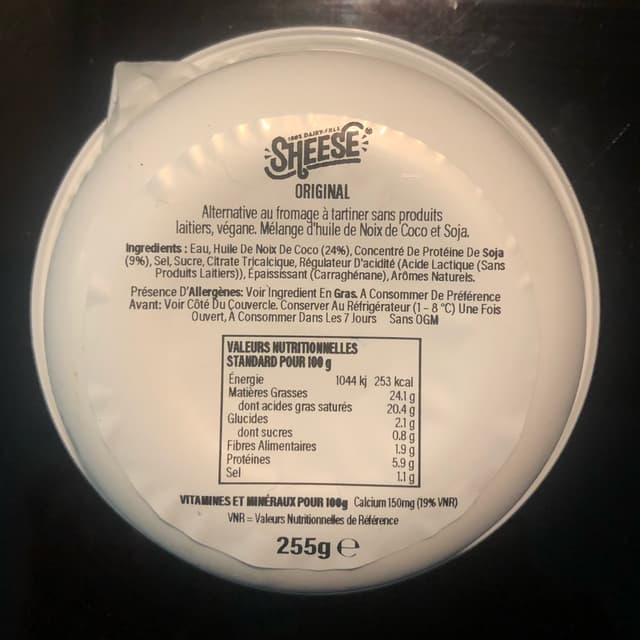 100% DAIRY-FREE
SHEESE®
ORIGINAL
Alternative au fromage à tartiner sans produits
laitiers, végane. Mélange d'huile de Noix de Coco et Soja.
Ingredients : Eau, Huile De Noix De Coco (24%), Concentré De Protéine De Soja
(9%), Sel, Sucre, Citrate Tricalcique, Régulateur D'acidité (Acide Lactique (Sans
Produits Laitiers)), Épaississant (Carraghénane), Arômes Naturels.
Présence D'Allergènes: Voir Ingredient En Gras. A Consommer De Préférence
Avant: Voir Côté Du Couvercle. Conserver Au Réfrigérateur (1 - 8 °C) Une Fois
Ouvert, À Consommer Dans Les 7 Jours Sans OGM
VALEURS NUTRITIONNELLES
STANDARD POUR 100 g
Énergie 1044 kj 253 kcal
Matières Grasses 24.1 g
dont acides gras saturés 20.4 g
Glucides 2.1 g
dont sucres 0.8 g
Fibres Alimentaires 1.9 g
Protéines 5.9 g
Sel 1.1 g
VITAMINES ET MINÉRAUX POUR 100g Calcium 150mg (19% VNR)
VNR = Valeurs Nutritionnelles de Référence
255g ℮